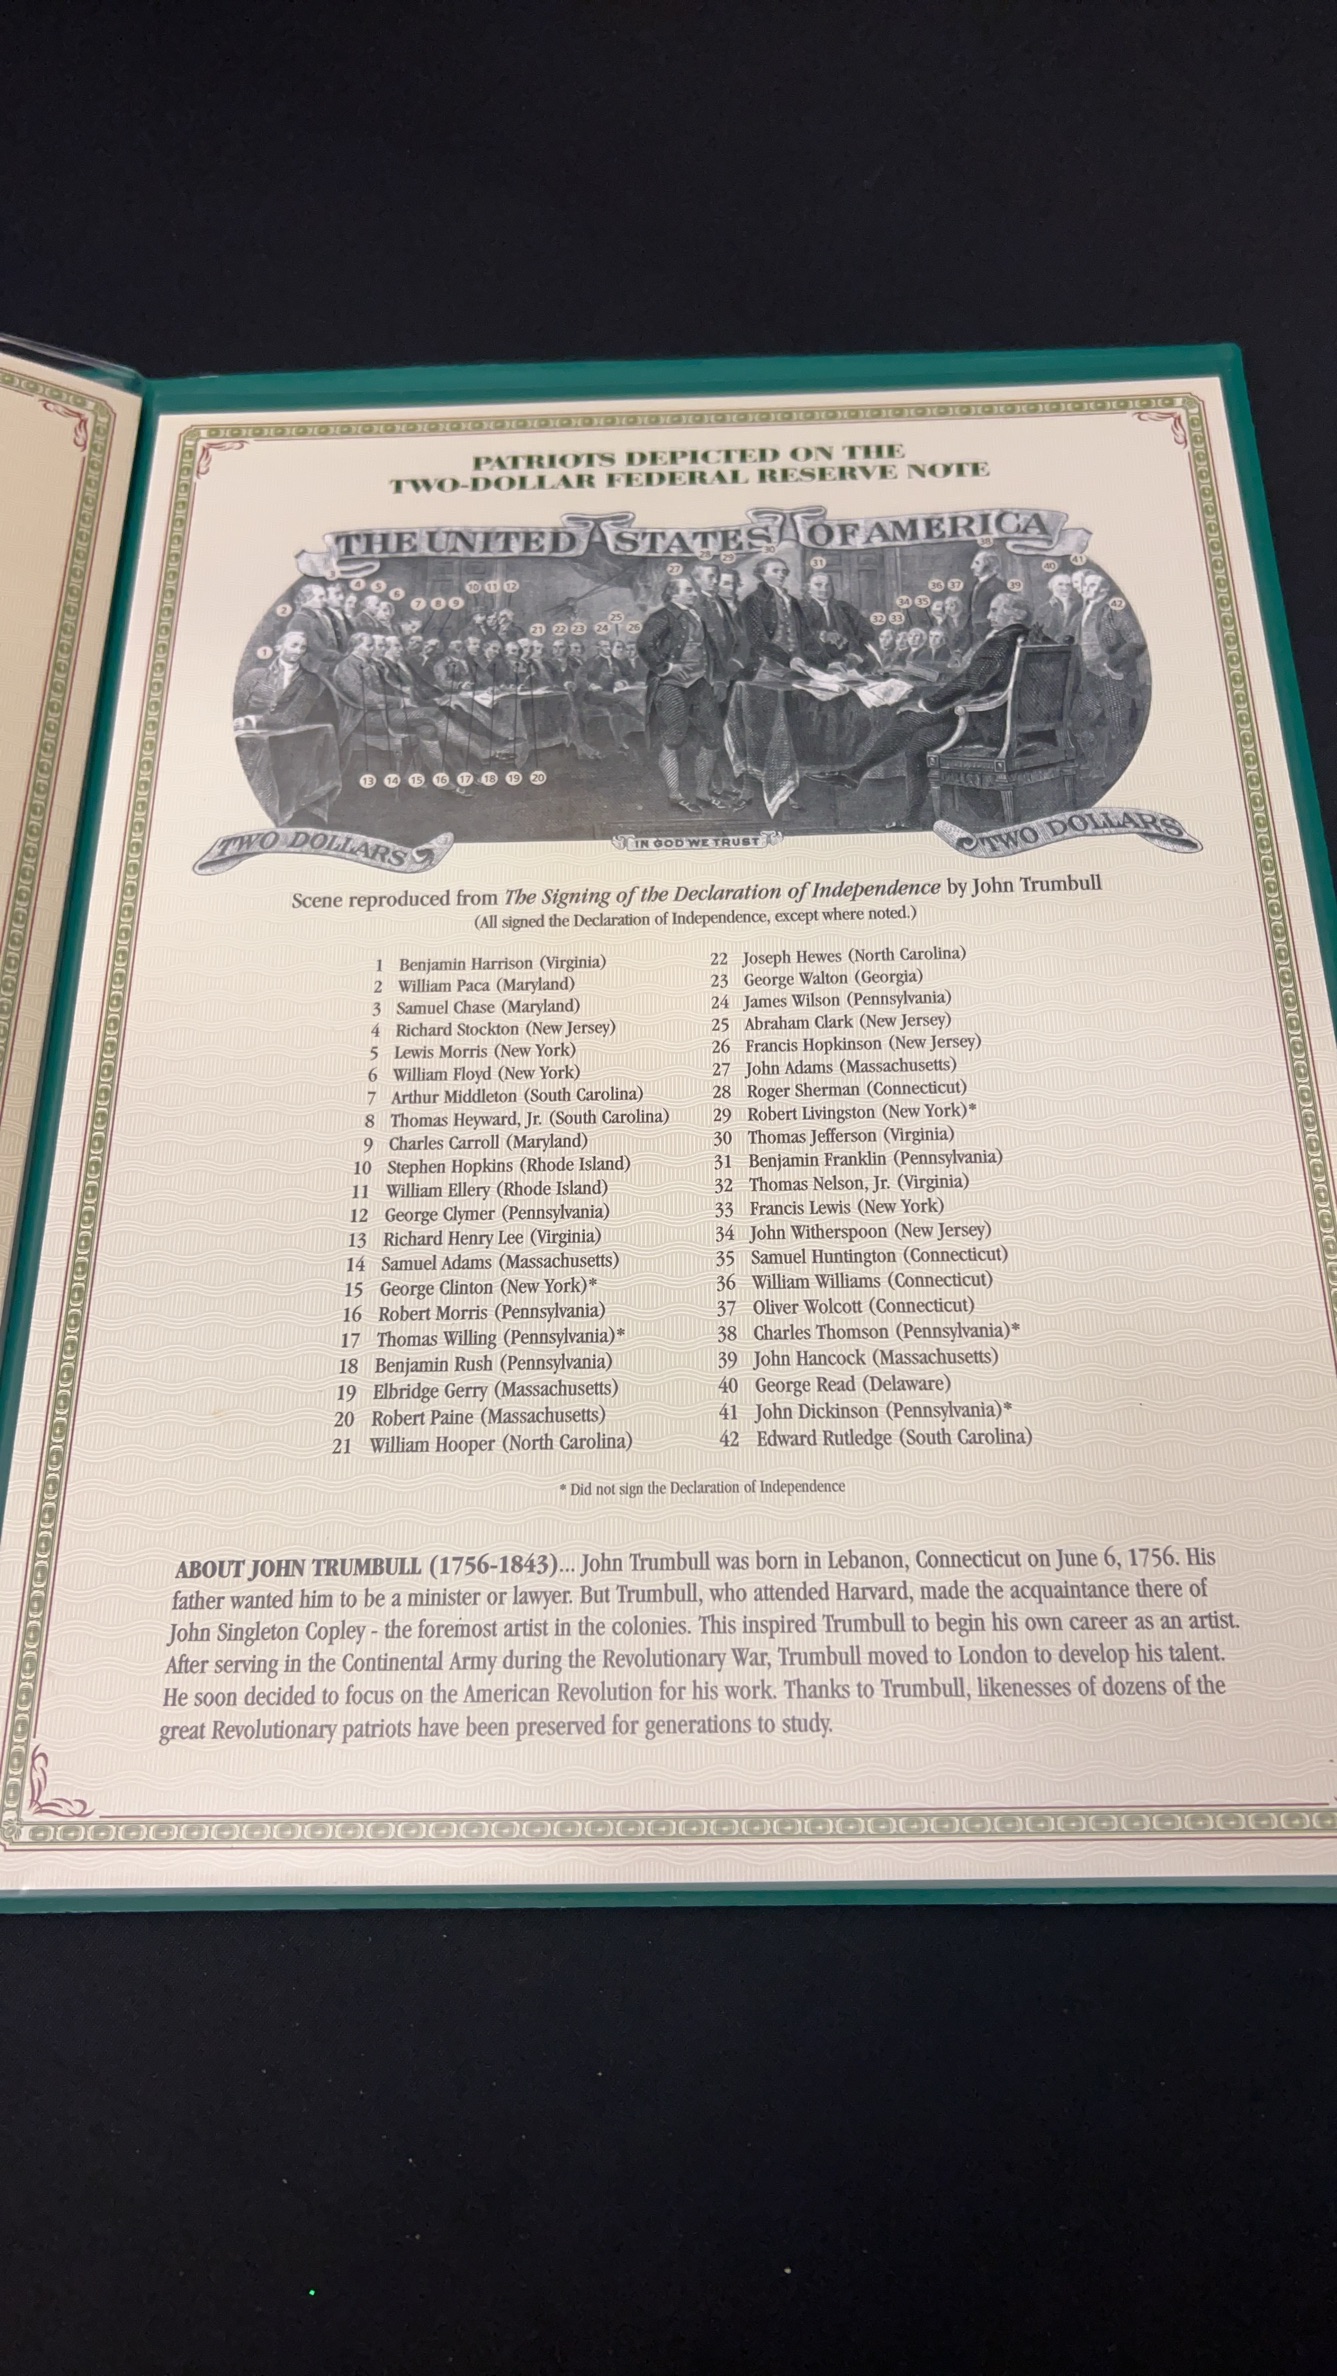 PATRIOTS DEPICTED ON THE
TWO-DOLLAR FEDERAL RESERVE NOTE
THE UNITED STATES OF AMERICA
TWO DOLLARS
IN GOD WE TRUST
TWO DOLLARS
Scene reproduced from The Signing of the Declaration of Independence by John Trumbull
(All signed the Declaration of Independence, except where noted.)
1 Benjamin Harrison (Virginia)
2 William Paca (Maryland)
3 Samuel Chase (Maryland)
4 Richard Stockton (New Jersey)
5 Lewis Morris (New York)
6 William Floyd (New York)
7 Arthur Middleton (South Carolina)
8 Thomas Heyward, Jr. (South Carolina)
9 Charles Carroll (Maryland)
10 Stephen Hopkins (Rhode Island)
11 William Ellery (Rhode Island)
12 George Clymer (Pennsylvania)
13 Richard Henry Lee (Virginia)
14 Samuel Adams (Massachusetts)
15 George Clinton (New York)*
16 Robert Morris (Pennsylvania)
17 Thomas Willing (Pennsylvania)*
18 Benjamin Rush (Pennsylvania)
19 Elbridge Gerry (Massachusetts)
20 Robert Paine (Massachusetts)
21 William Hooper (North Carolina)
22 Joseph Hewes (North Carolina)
23 George Walton (Georgia)
24 James Wilson (Pennsylvania)
25 Abraham Clark (New Jersey)
26 Francis Hopkinson (New Jersey)
27 John Adams (Massachusetts)
28 Roger Sherman (Connecticut)
29 Robert Livingston (New York)*
30 Thomas Jefferson (Virginia)
31 Benjamin Franklin (Pennsylvania)
32 Thomas Nelson, Jr. (Virginia)
33 Francis Lewis (New York)
34 John Witherspoon (New Jersey)
35 Samuel Huntington (Connecticut)
36 William Williams (Connecticut)
37 Oliver Wolcott (Connecticut)
38 Charles Thomson (Pennsylvania)*
39 John Hancock (Massachusetts)
40 George Read (Delaware)
41 John Dickinson (Pennsylvania)*
42 Edward Rutledge (South Carolina)
* Did not sign the Declaration of Independence
ABOUT JOHN TRUMBULL (1756-1843)... John Trumbull was born in Lebanon, Connecticut on June 6, 1756. His
father wanted him to be a minister or lawyer. But Trumbull, who attended Harvard, made the acquaintance there of
John Singleton Copley - the foremost artist in the colonies. This inspired Trumbull to begin his own career as an artist.
After serving in the Continental Army during the Revolutionary War, Trumbull moved to London to develop his talent.
He soon decided to focus on the American Revolution for his work. Thanks to Trumbull, likenesses of dozens of the
great Revolutionary patriots have been preserved for generations to study.